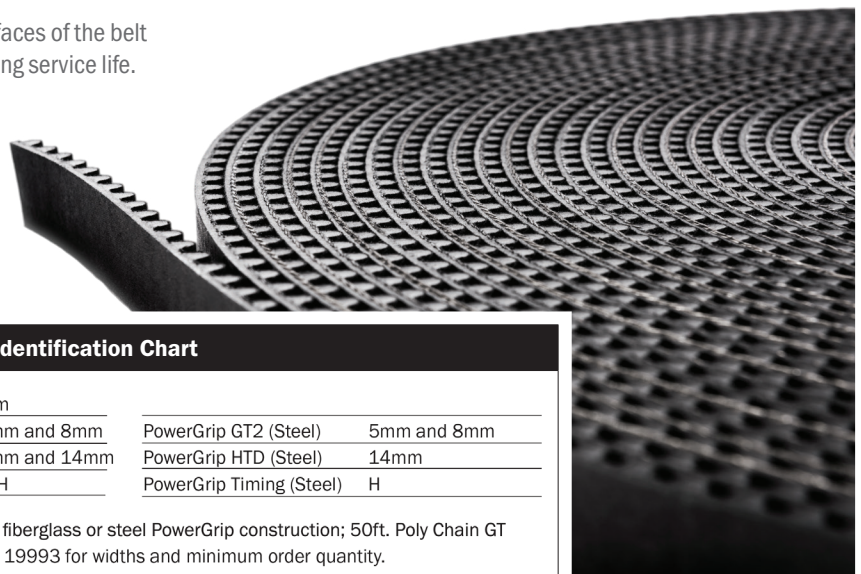 faces of the belt
ng service life.
dentification Chart
m
mm and 8mm
PowerGrip GT2 (Steel) 5mm and 8mm
mm and 14mm
PowerGrip HTD (Steel) 14mm
H
PowerGrip Timing (Steel) H
fiberglass or steel PowerGrip construction; 50ft. Poly Chain GT
19993 for widths and minimum order quantity.